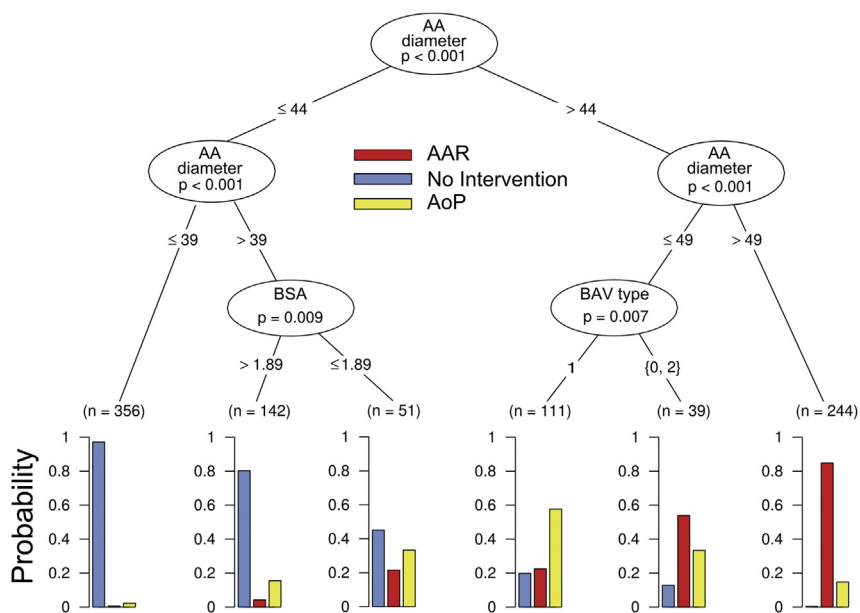 AA
diameter
p < 0.001
≤ 44
> 44
AA
diameter
p < 0.001
AAR
No Intervention
AoP
AA
diameter
p < 0.001
≤ 39
> 39
≤ 49
> 49
BSA
p = 0.009
BAV type
p = 0.007
> 1.89
≤ 1.89
1
{0, 2}
(n = 356)
(n = 142)
(n = 51)
(n = 111)
(n = 39)
(n = 244)
Probability
1
0.8
0.6
0.4
0.2
0
1
0.8
0.6
0.4
0.2
0
1
0.8
0.6
0.4
0.2
0
1
0.8
0.6
0.4
0.2
0
1
0.8
0.6
0.4
0.2
0
1
0.8
0.6
0.4
0.2
0